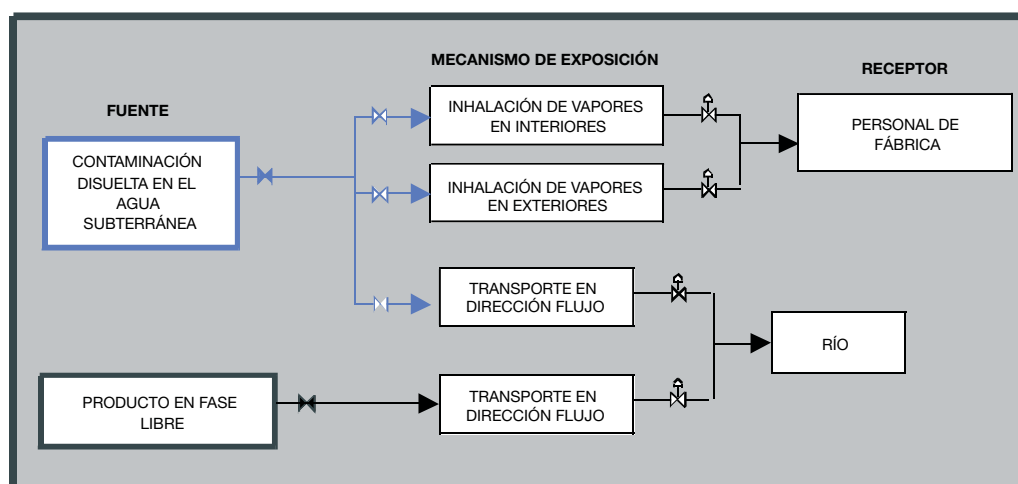 MECANISMO DE EXPOSICIÓN
RECEPTOR
FUENTE
INHALACIÓN DE VAPORES
EN INTERIORES
PERSONAL DE
FÁBRICA
CONTAMINACIÓN
DISUELTA EN EL
AGUA
SUBTERRÁNEA
INHALACIÓN DE VAPORES
EN EXTERIORES
TRANSPORTE EN
DIRECCIÓN FLUJO
RÍO
PRODUCTO EN FASE
LIBRE
TRANSPORTE EN
DIRECCIÓN FLUJO